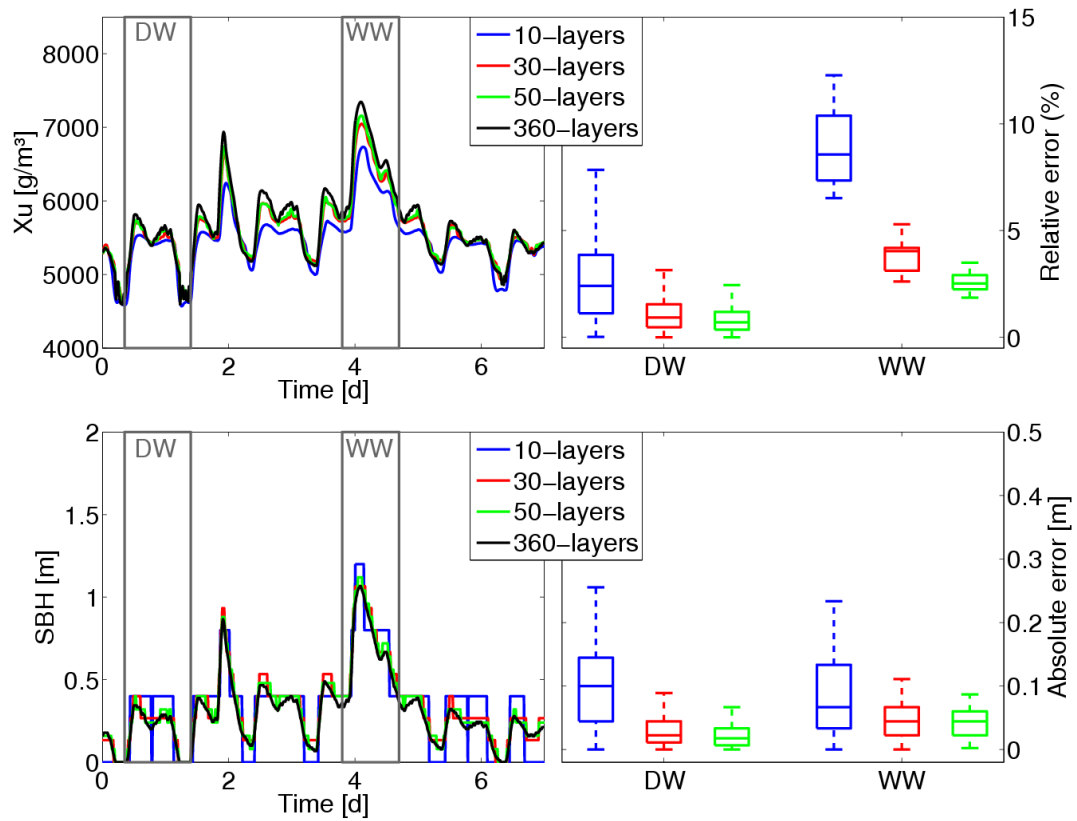 DW
WW
10-layers
30-layers
50-layers
360-layers
8000
7000
6000
5000
4000
Xu [g/m³]
0
2
4
6
Time [d]
15
10
5
0
Relative error (%)
DW
WW
DW
WW
10-layers
30-layers
50-layers
360-layers
2
1.5
1
0.5
0
SBH [m]
0
2
4
6
Time [d]
0.5
0.4
0.3
0.2
0.1
0
Absolute error [m]
DW
WW